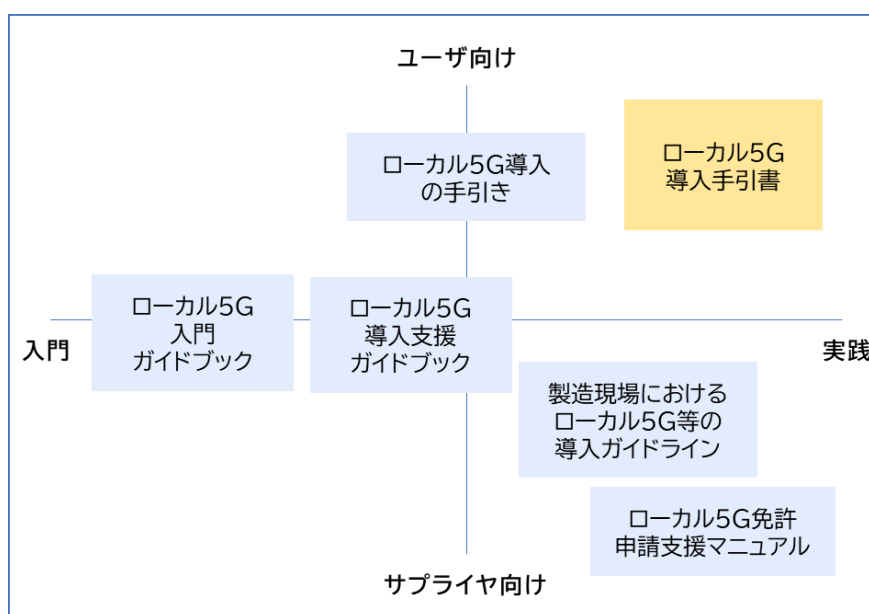 ユーザ向け
ローカル5G導入
の手引き
ローカル5G
導入手引書
ローカル5G
入門
ガイドブック
ローカル5G
導入支援
ガイドブック
入門
実践
製造現場における
ローカル5G等の
導入ガイドライン
ローカル5G免許
申請支援マニュアル
サプライヤ向け